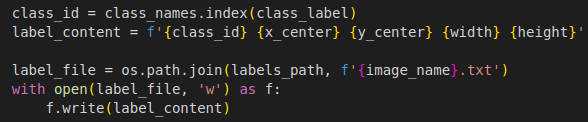 class_id = class_names.index(class_label)
label_content = f'{class_id} {x_center} {y_center} {width} {height}'

label_file = os.path.join(labels_path, f'{image_name}.txt')
with open(label_file, 'w') as f:
    f.write(label_content)